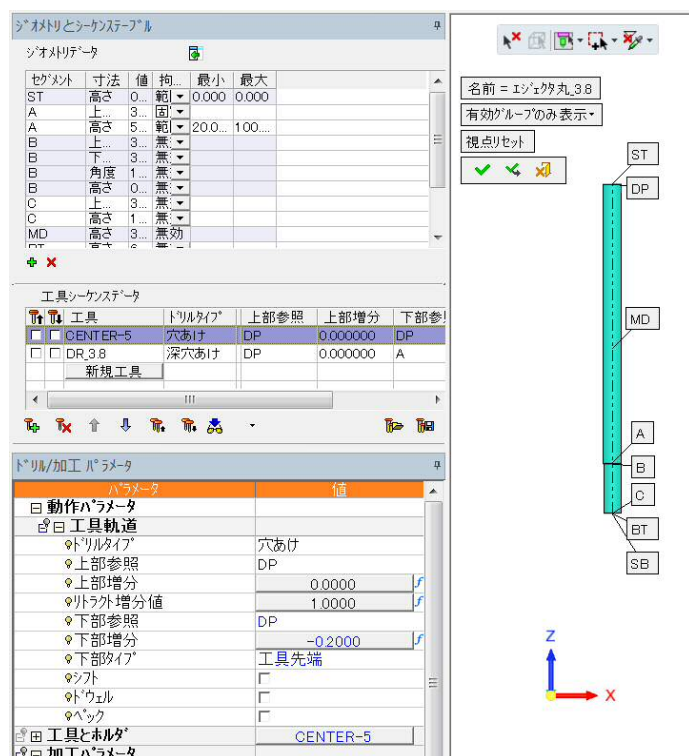 ジオメトリとシーケンステーブル
ジオメトリデータ
セグメント 寸法 値 拘... 最小 最大
ST 高さ 0... 範 0.000 0.000
A 上... 3... 固
A 高さ 5... 範 20.0... 100....
B 上... 3... 無
B 下... 3... 無
B 角度 1... 無
B 高さ 0... 無
C 上... 3... 無
C 高さ 1... 無
MD 高さ 3... 無効
工具シーケンステータ
工具 ドリルタイプ 上部参照 上部増分 下部参
CENTER-5 穴あけ DP 0.000000 DP
DR_3.8 深穴あけ DP 0.000000 A
新規工具
ドリル/加工 パラメータ
パラメータ 値
動作パラメータ
工具軌道
ドリルタイプ 穴あけ
上部参照 DP
上部増分 0.0000 f
リトラクト増分値 1.0000 f
下部参照 DP
下部増分 -0.2000 f
下部タイプ 工具先端
シフト
ドウェル
ペック
工具とホルダ CENTER-5
加工パラメータ
名前 = エジェクタ丸_3.8
有効グループのみ表示
視点リセット
ST
DP
MD
A
B
C
BT
SB
Z
X